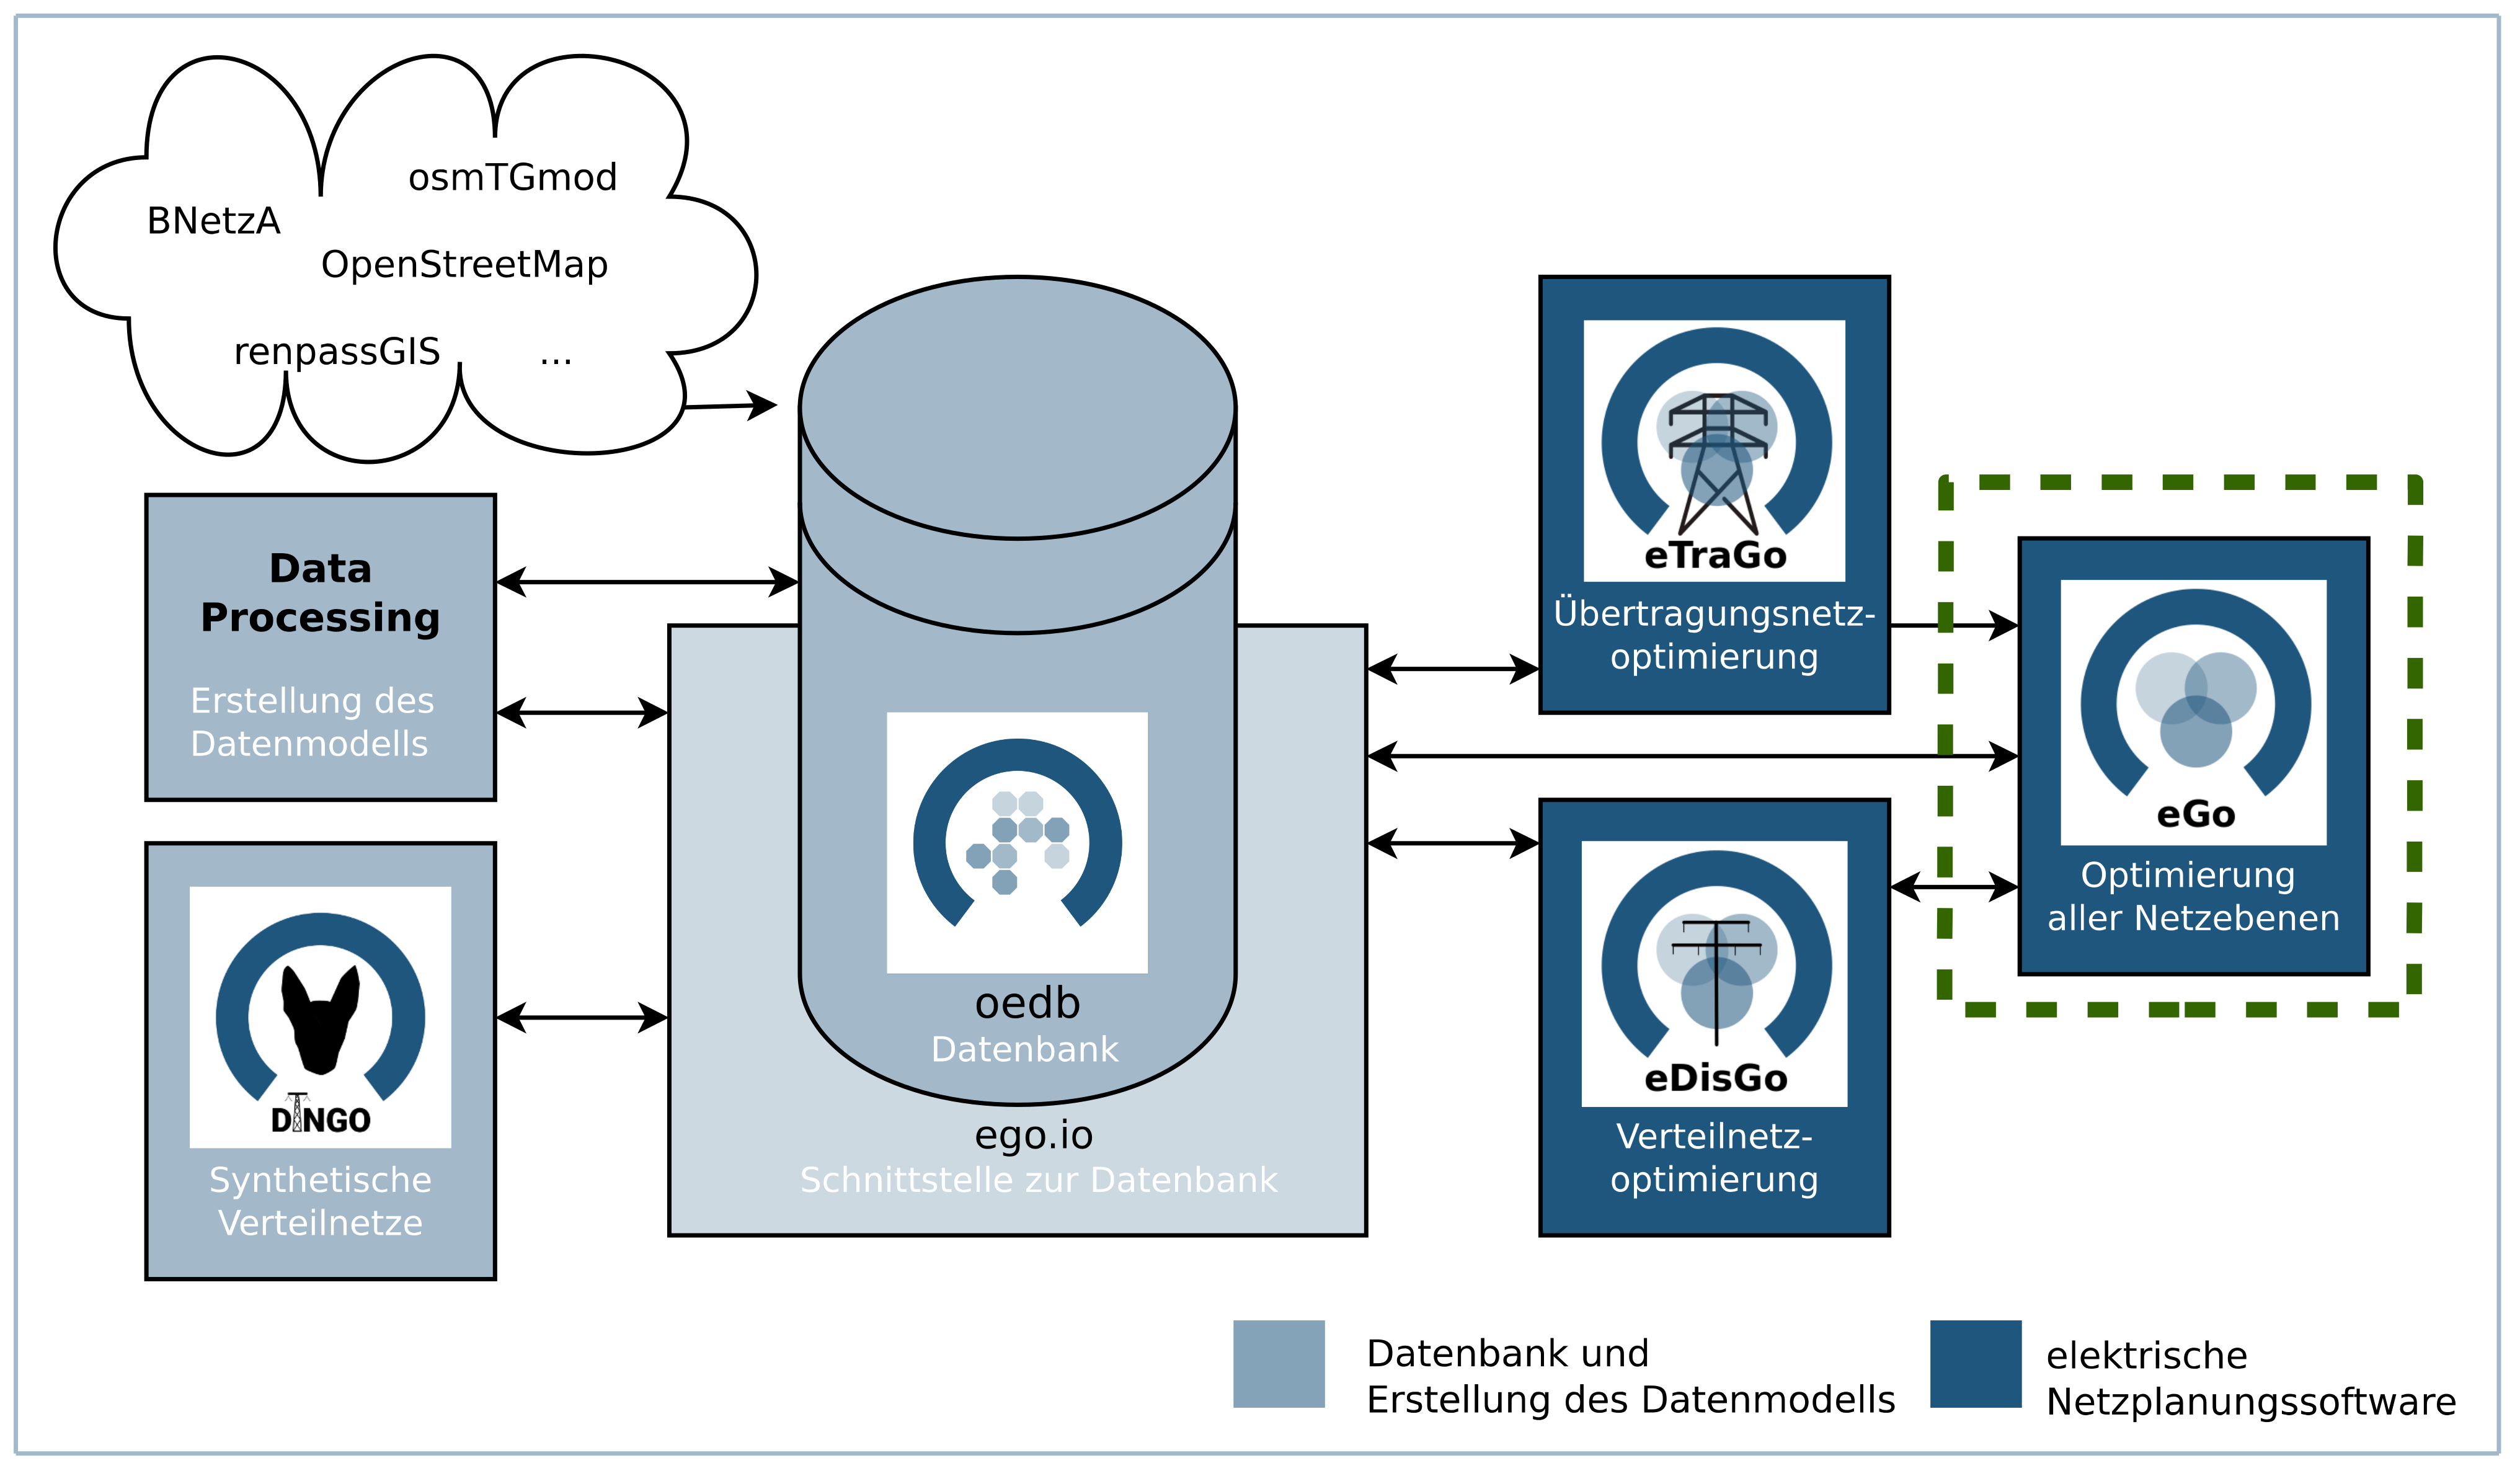 osmTGmod
BNetzA
OpenStreetMap
renpassGIS ...
Data
Processing
Erstellung des
Datenmodells
DINGO
Synthetische
Verteilnetze
oedb
Datenbank
ego.io
Schnittstelle zur Datenbank
eTraGo
Übertragungsnetz-
optimierung
eDisGo
Verteilnetz-
optimierung
eGo
Optimierung
aller Netzebenen
Datenbank und
Erstellung des Datenmodells
elektrische
Netzplanungssoftware